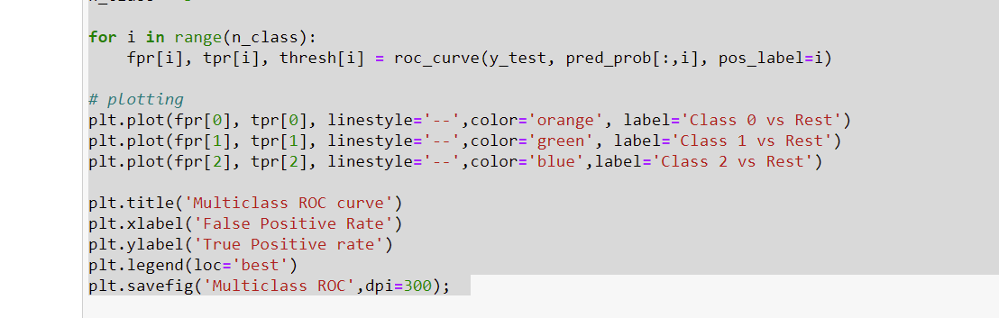 for i in range(n_class):
    fpr[i], tpr[i], thresh[i] = roc_curve(y_test, pred_prob[:,i], pos_label=i)
# plotting
plt.plot(fpr[0], tpr[0], linestyle='--',color='orange', label='Class 0 vs Rest')
plt.plot(fpr[1], tpr[1], linestyle='--',color='green', label='Class 1 vs Rest')
plt.plot(fpr[2], tpr[2], linestyle='--',color='blue',label='Class 2 vs Rest')
plt.title('Multiclass ROC curve')
plt.xlabel('False Positive Rate')
plt.ylabel('True Positive rate')
plt.legend(loc='best')
plt.savefig('Multiclass ROC',dpi=300);